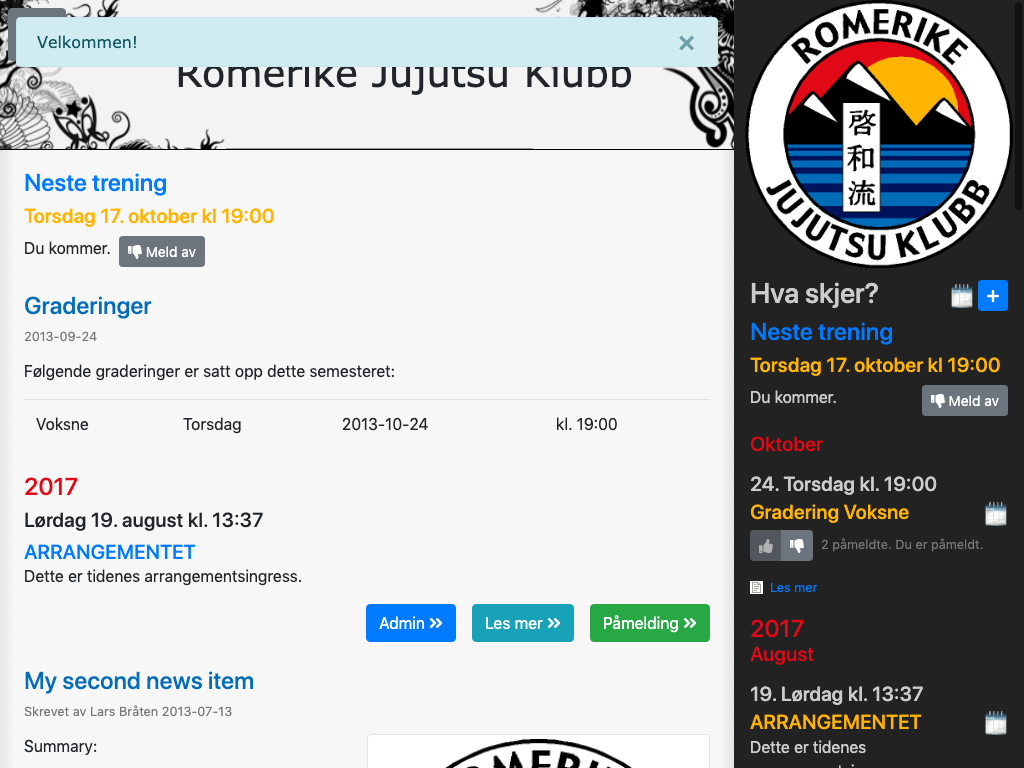 Velkommen!
×
Romerike Jujutsu Klubb
Neste trening
Torsdag 17. oktober kl 19:00
Du kommer. Meld av
Graderinger
2013-09-24
Følgende graderinger er satt opp dette semesteret:
Voksne Torsdag 2013-10-24 kl. 19:00
2017
Lørdag 19. august kl. 13:37
ARRANGEMENTET
Dette er tidenes arrangementsingress.
Admin Les mer Påmelding
My second news item
Skrevet av Lars Bråten 2013-07-13
Summary:
ROMERIKE
ROMERIKE
啓和流
JUJUTSU KLUBB
Hva skjer?
Neste trening
Torsdag 17. oktober kl 19:00
Du kommer. Meld av
Oktober
24. Torsdag kl. 19:00
Gradering Voksne
2 påmeldte. Du er påmeldt.
Les mer
2017
August
19. Lørdag kl. 13:37
ARRANGEMENTET
Dette er tidenes